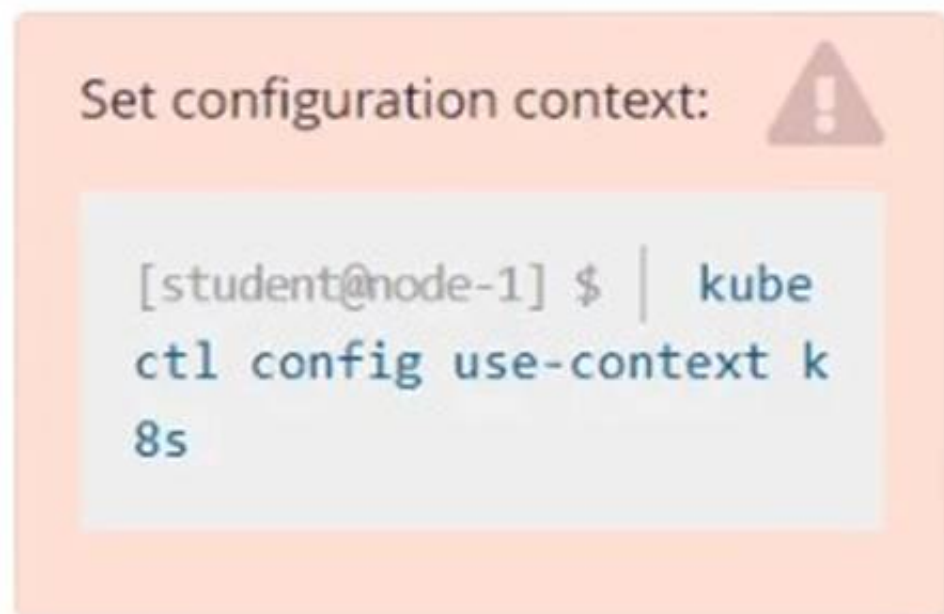 Set configuration context:
[student@node-1] $ | kube
ctl config use-context k
8s